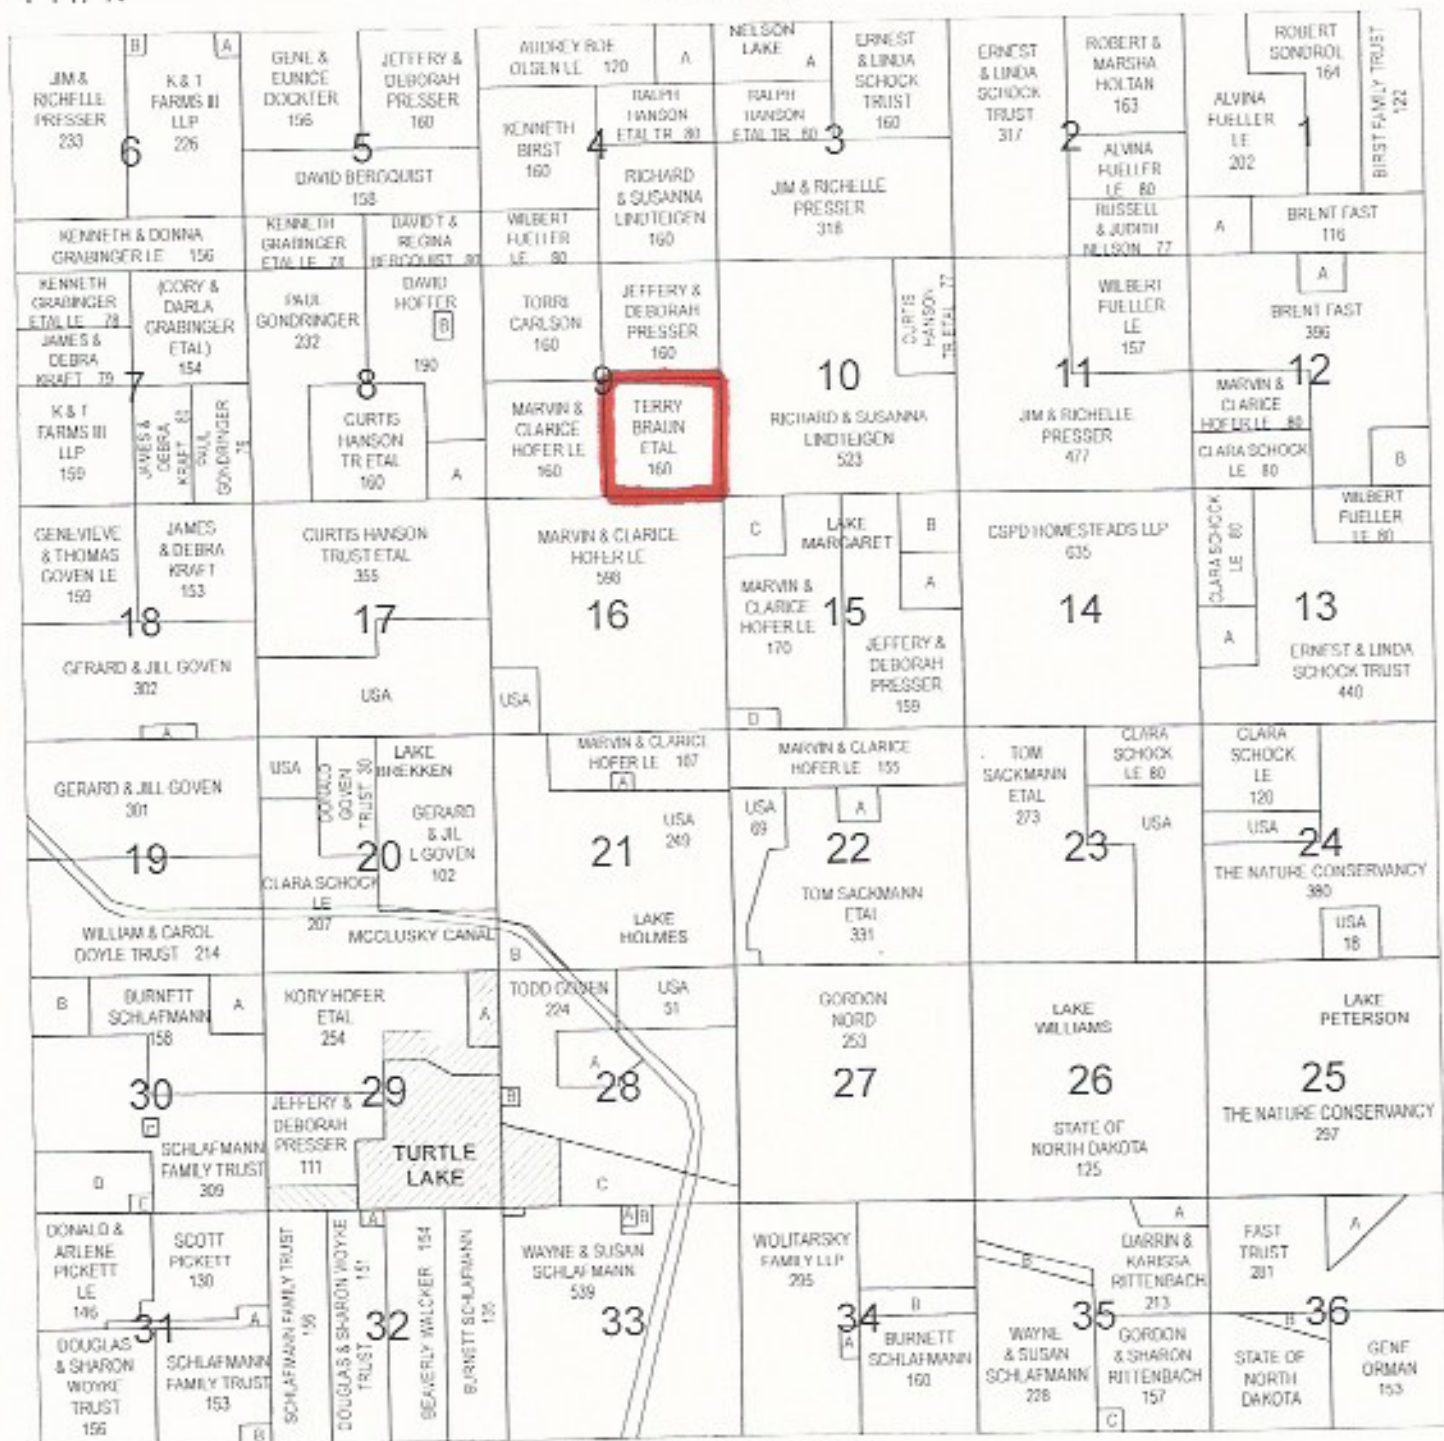 B
A
JIM &
RICHELLE
PRESSER
233
K & T
FARMS III
LLP
226
6
GENE &
EUNICE
DOCKTER
156
JEFFERY &
DEBORAH
PRESSER
160
5
DAVID BERGQUIST
158
AUDREY BOE
OLSEN LE 120
A
KENNETH
BIRST
160
4
RALPH
HANSON
ETAL TR 80
RICHARD
& SUSANNA
LINDTEIGEN
160
NELSON
LAKE
A
RALPH
HANSON
ETAL TR 80
ERNEST
& LINDA
SCHOCK
TRUST
160
3
JIM & RICHELLE
PRESSER
318
ERNEST
& LINDA
SCHOCK
TRUST
317
2
ROBERT &
MARSHA
HOLTAN
163
ALVINA
FUELLER
LE 80
RUSSELL
& JUDITH
NELSON 77
ROBERT
SONDROL
164
ALVINA
FUELLER
LE
202
1
BIRST FAMILY TRUST
122
A
BRENT FAST
116
KENNETH & DONNA
GRABINGER LE 156
KENNETH
GRABINGER
ETAL LE 78
DAVID T &
REGINA
BERGQUIST 80
WILBERT
FUELLER
LE 80
KENNETH
GRABINGER
ETAL LE 78
JAMES &
DEBRA
KRAFT 79
(CORY &
DARLA
GRABINGER
ETAL)
154
7
K & T
FARMS III
LLP
159
JAMES &
DEBRA
KRAFT 80
PAUL
GONDRINGER
75
PAUL
GONDRINGER
232
DAVID
HOFFER
B
190
8
CURTIS
HANSON
TR ETAL
160
A
TORRI
CARLSON
160
JEFFERY &
DEBORAH
PRESSER
160
9
MARVIN &
CLARICE
HOFER LE
160
TERRY
BRAUN
ETAL
160
CURTIS
HANSON
TR ETAL 77
10
RICHARD & SUSANNA
LINDTEIGEN
523
WILBERT
FUELLER
LE
157
11
JIM & RICHELLE
PRESSER
477
A
BRENT FAST
396
12
MARVIN &
CLARICE
HOFER LE 80
CLARA SCHOCK
LE 80
B
GENEVIEVE
& THOMAS
GOVEN LE
159
JAMES
& DEBRA
KRAFT
153
18
GERARD & JILL GOVEN
302
A
CURTIS HANSON
TRUST ETAL
355
17
USA
MARVIN & CLARICE
HOFER LE
598
16
USA
C
LAKE
MARGARET
B
A
MARVIN &
CLARICE
HOFER LE
170
15
JEFFERY &
DEBORAH
PRESSER
159
D
CSPD HOMESTEADS LLP
635
14
CLARA SCHOCK
LE 80
WILBERT
FUELLER
LE 80
13
A
ERNEST & LINDA
SCHOCK TRUST
440
GERARD & JILL GOVEN
301
19
WILLIAM & CAROL
DOYLE TRUST 214
USA
DONALD
GOVEN
TRUST 30
LAKE
BREKKEN
GERARD
& JIL
L GOVEN
102
20
CLARA SCHOCK
LE
207
MCCLUSKY CANAL
MARVIN & CLARICE
HOFER LE 167
A
USA
249
21
LAKE
HOLMES
B
MARVIN & CLARICE
HOFER LE 155
USA
69
A
22
TOM SACKMANN
ETAL
331
TOM
SACKMANN
ETAL
273
CLARA
SCHOCK
LE 80
USA
23
CLARA
SCHOCK
LE
120
USA
24
THE NATURE CONSERVANCY
380
USA
18
B
BURNETT
SCHLAFMANN
158
A
30
C
SCHLAFMANN
FAMILY TRUST
309
D
E
KORY HOFER
ETAL
254
A
29
JEFFERY &
DEBORAH
PRESSER
111
TURTLE
LAKE
TODD GOVEN
224
USA
51
A
28
B
C
GORDON
NORD
253
27
LAKE
WILLIAMS
26
STATE OF
NORTH DAKOTA
125
LAKE
PETERSON
25
THE NATURE CONSERVANCY
297
DONALD &
ARLENE
PICKETT
LE
146
SCOTT
PICKETT
130
31
A
DOUGLAS
& SHARON
WOYKE
TRUST
156
SCHLAFMANN
FAMILY TRUST
153
B
SCHLAFMANN FAMILY TRUST
156
DOUGLAS & SHARON WOYKE
TRUST 151
A
32
BEAVERLY WALCKER 154
BURNETT SCHLAFMANN
135
A B
WAYNE & SUSAN
SCHLAFMANN
539
33
WOLITARSKY
FAMILY LLP
295
34
B
A
BURNETT
SCHLAFMANN
160
A
B
DARRIN &
KARISSA
RITTENBACH
213
35
WAYNE
& SUSAN
SCHLAFMANN
228
GORDON
& SHARON
RITTENBACH
157
C
FAST
TRUST
281
A
B
36
STATE OF
NORTH
DAKOTA
GENE
ORMAN
153